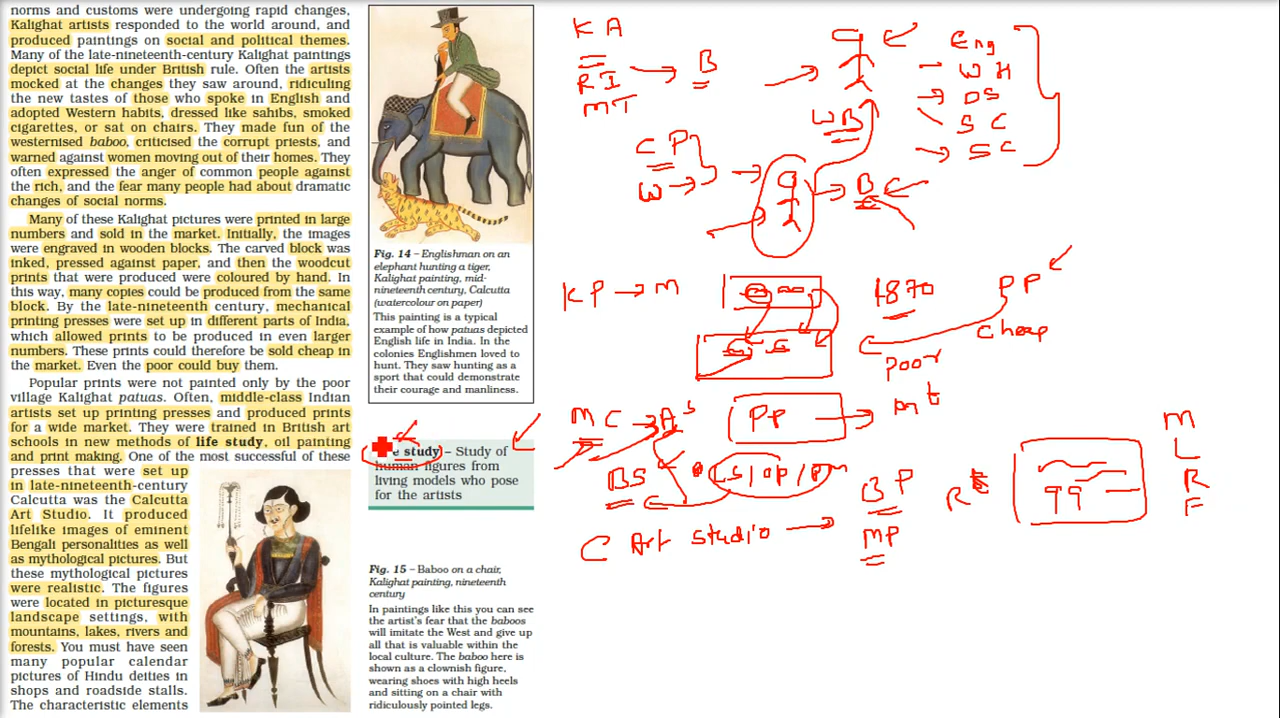 norms and customs were undergoing rapid changes,
Kalighat artists responded to the world around, and
produced paintings on social and political themes.
Many of the late-nineteenth-century Kalighat paintings
depict social life under British rule. Often the artists
mocked at the changes they saw around, ridiculing
the new tastes of those who spoke in English and
adopted Western habits, dressed like sahibs, smoked
cigarettes, or sat on chairs. They made fun of the
westernised baboo, criticised the corrupt priests, and
warned against women moving out of their homes. They
often expressed the anger of common people against
the rich, and the fear many people had about dramatic
changes of social norms.
Many of these Kalighat pictures were printed in large
numbers and sold in the market. Initially, the images
were engraved in wooden blocks. The carved block was
inked, pressed against paper, and then the woodcut
prints that were produced were coloured by hand. In
this way, many copies could be produced from the same
block. By the late-nineteenth century, mechanical
printing presses were set up in different parts of India,
which allowed prints to be produced in even larger
numbers. These prints could therefore be sold cheap in
the market. Even the poor could buy them.
Popular prints were not painted only by the poor
village Kalighat patuas. Often, middle-class Indian
artists set up printing presses and produced prints
for a wide market. They were trained in British art
schools in new methods of life study, oil painting
and print making. One of the most successful of these
presses that were set up
in late-nineteenth-century
Calcutta was the Calcutta
Art Studio. It produced
lifelike images of eminent
Bengali personalities as well
as mythological pictures. But
these mythological pictures
were realistic. The figures
were located in picturesque
landscape settings, with
mountains, lakes, rivers and
forests. You must have seen
many popular calendar
pictures of Hindu deities in
shops and roadside stalls.
The characteristic elements
Fig. 14 – Englishman on an
elephant hunting a tiger,
Kalighat painting, mid-
nineteenth century, Calcutta
(watercolour on paper)
This painting is a typical
example of how patuas depicted
English life in India. In the
colonies Englishmen loved to
hunt. They saw hunting as a
sport that could demonstrate
their courage and manliness.
study – Study of
human figures from
living models who pose
for the artists
Fig. 15 – Baboo on a chair,
Kalighat painting, nineteenth
century
In paintings like this you can see
the artist's fear that the baboos
will imitate the West and give up
all that is valuable within the
local culture. The baboo here is
shown as a clownish figure,
wearing shoes with high heels
and sitting on a chair with
ridiculously pointed legs.
K A
R I B
M T
Eng
W H
D S
S C
S C
W B
C P
W
B
K P M
1870
P P
Cheap
Poor
M C A's
P P
B S
LS/OP/PM
B P
C Art Studio
M P
R
M
L
R
F